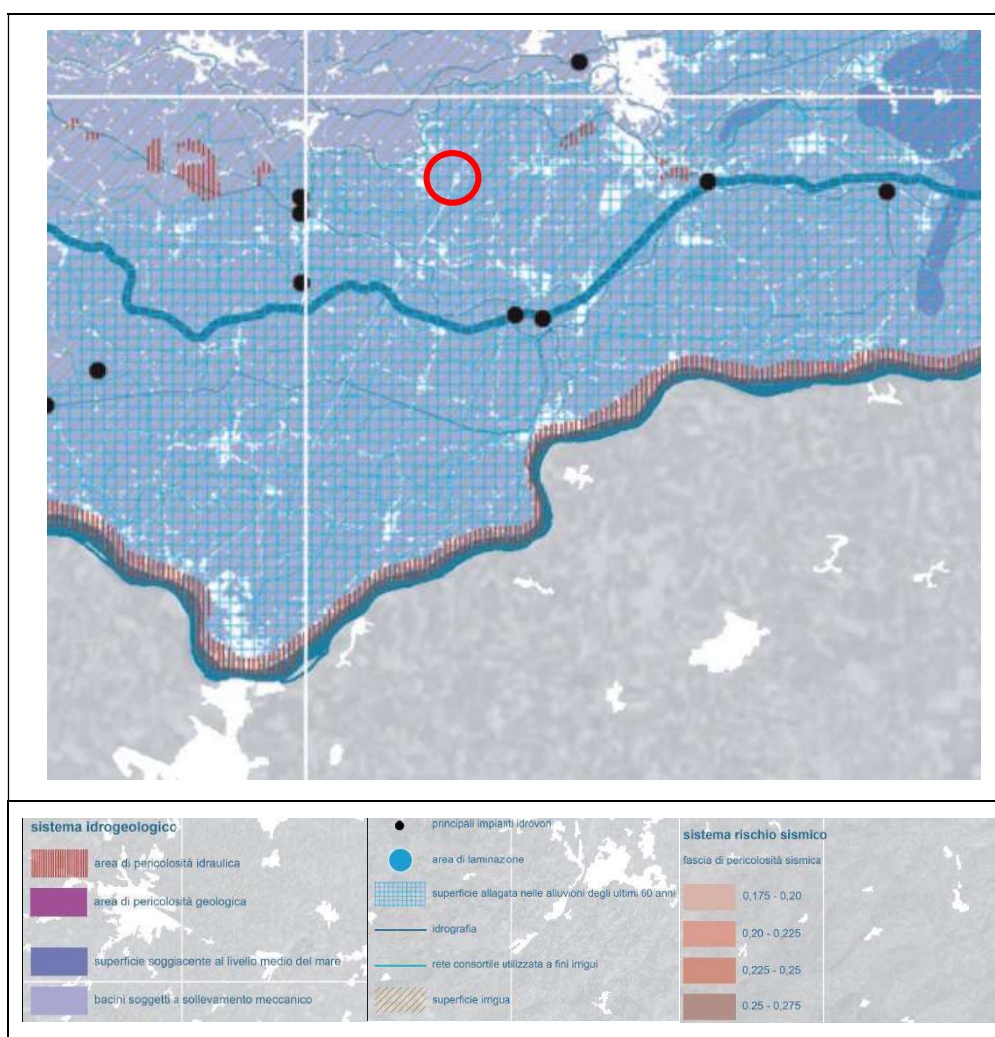 sistema idrogeologico
area di pericolosità idraulica
area di pericolosità geologica
superficie soggiacente al livello medio del mare
bacini soggetti a sollevamento meccanico
principali impianti idrovori
area di laminazone
superficie allagata nelle alluvioni degli ultimi 60 anni
idrografia
rete consortile utilizzata a fini irrigui
superficie irrigua
sistema rischio sismico
fascia di pericolosità sismica
0,175 - 0,20
0,20 - 0,225
0,225 - 0,25
0,25 - 0,275